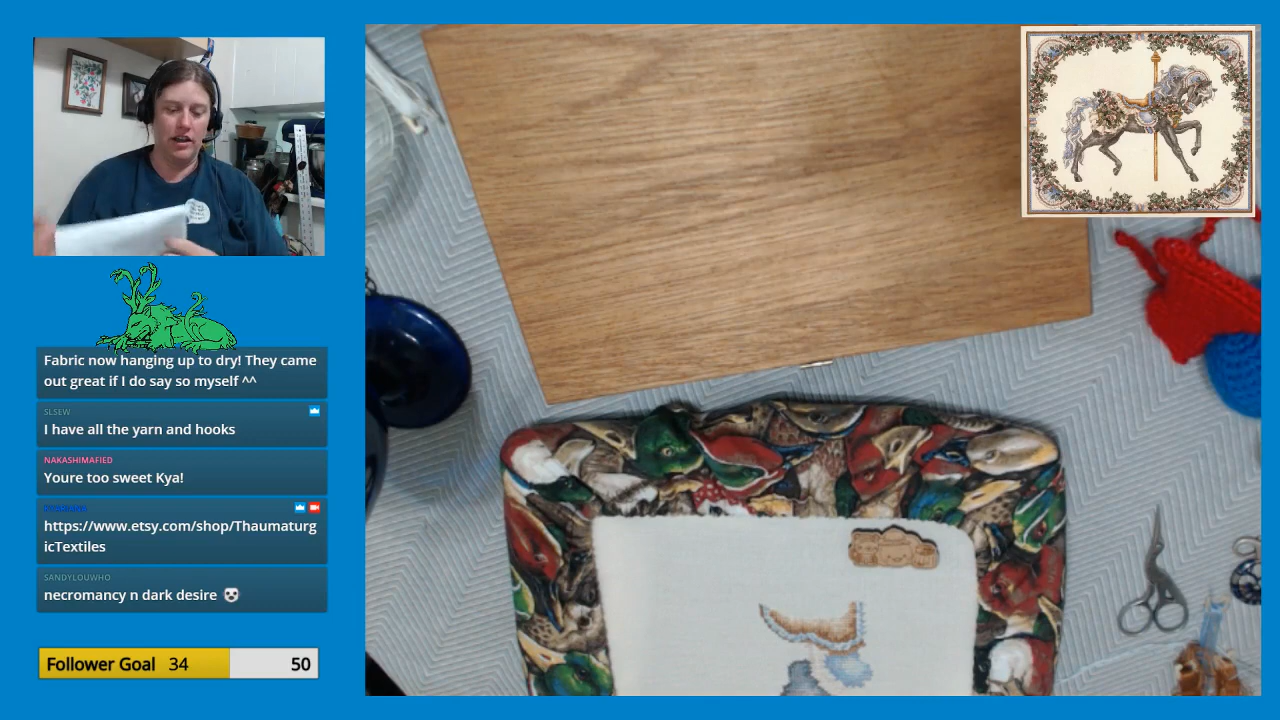 Fabric now hanging up to dry! They came
out great if I do say so myself ^^
SLSEW
I have all the yarn and hooks
NAKASHIMAFIED
Youre too sweet Kya!
https://www.etsy.com/shop/Thaumaturg
icTextiles
SANDYLOUWHO
necromancy n dark desire
Follower Goal 34 50